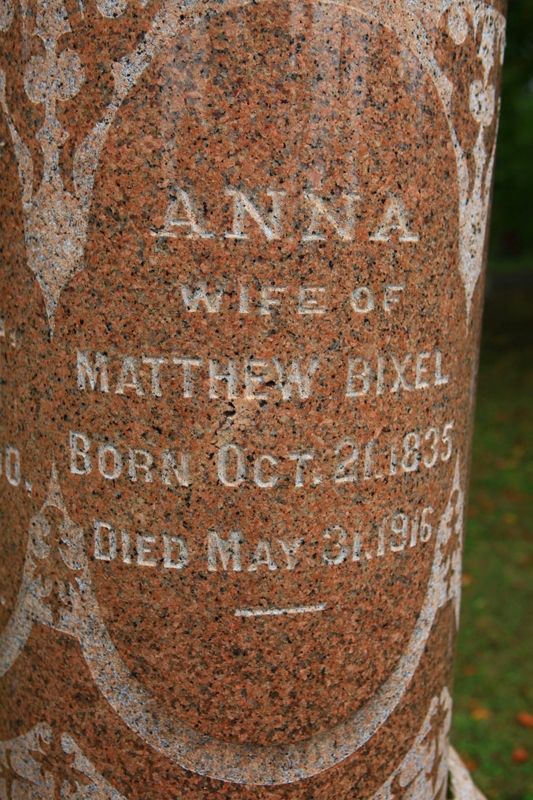 ANNA
WIFE OF
MATTHEW BIXEL
BORN OCT. 21. 1835
DIED MAY 31. 1916